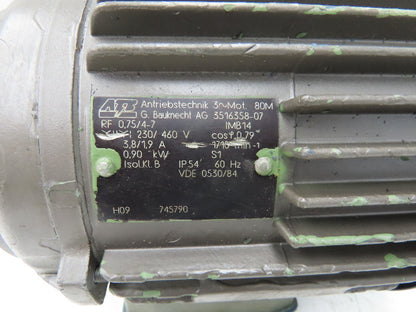 Antriebstechnik 3~Mot. 80M
G. Bauknecht AG 3516358-07
RF 0,75/4-7 IMB14
230/ 460 V cosφ 0,79
3,8/1,9 A 1710 min-1
0,90 kW S1
Isol.Kl.B IP54 60 Hz
VDE 0530/84
H09 745790